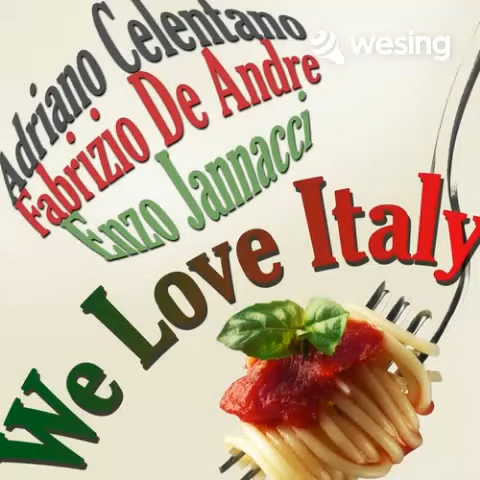 wesing
Adriano Celentano
Fabrizio De Andre
Enzo Jannacci
We Love Italy